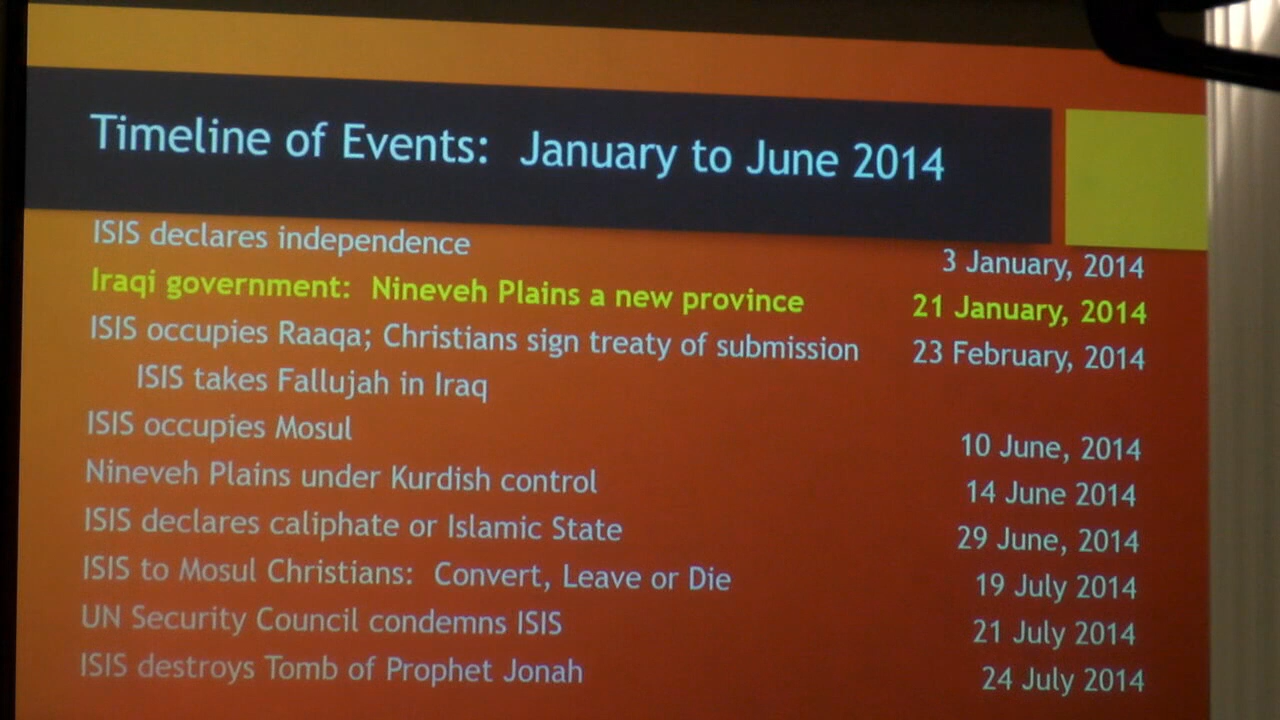 Timeline of Events: January to June 2014
ISIS declares independence 3 January, 2014
Iraqi government: Nineveh Plains a new province 21 January, 2014
ISIS occupies Raaqa; Christians sign treaty of submission 23 February, 2014
ISIS takes Fallujah in Iraq
ISIS occupies Mosul 10 June, 2014
Nineveh Plains under Kurdish control 14 June 2014
ISIS declares caliphate or Islamic State 29 June, 2014
ISIS to Mosul Christians: Convert, Leave or Die 19 July 2014
UN Security Council condemns ISIS 21 July 2014
ISIS destroys Tomb of Prophet Jonah 24 July 2014